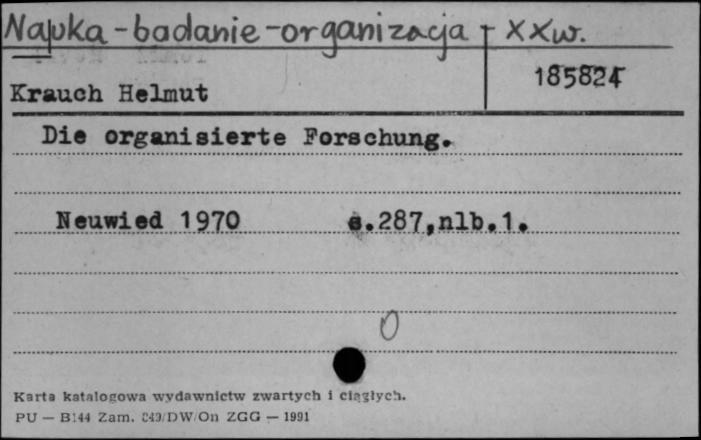 Nauka - badanie - organizacja - XXw.
185824
Krauch Helmut
Die organisierte Forschung.
Neuwied 1970 s.287,nlb.1.
0
Karta katalogowa wydawnictw zwartych i ciągłych.
PU — B144 Zam. 849/DW/On ZGG — 1991